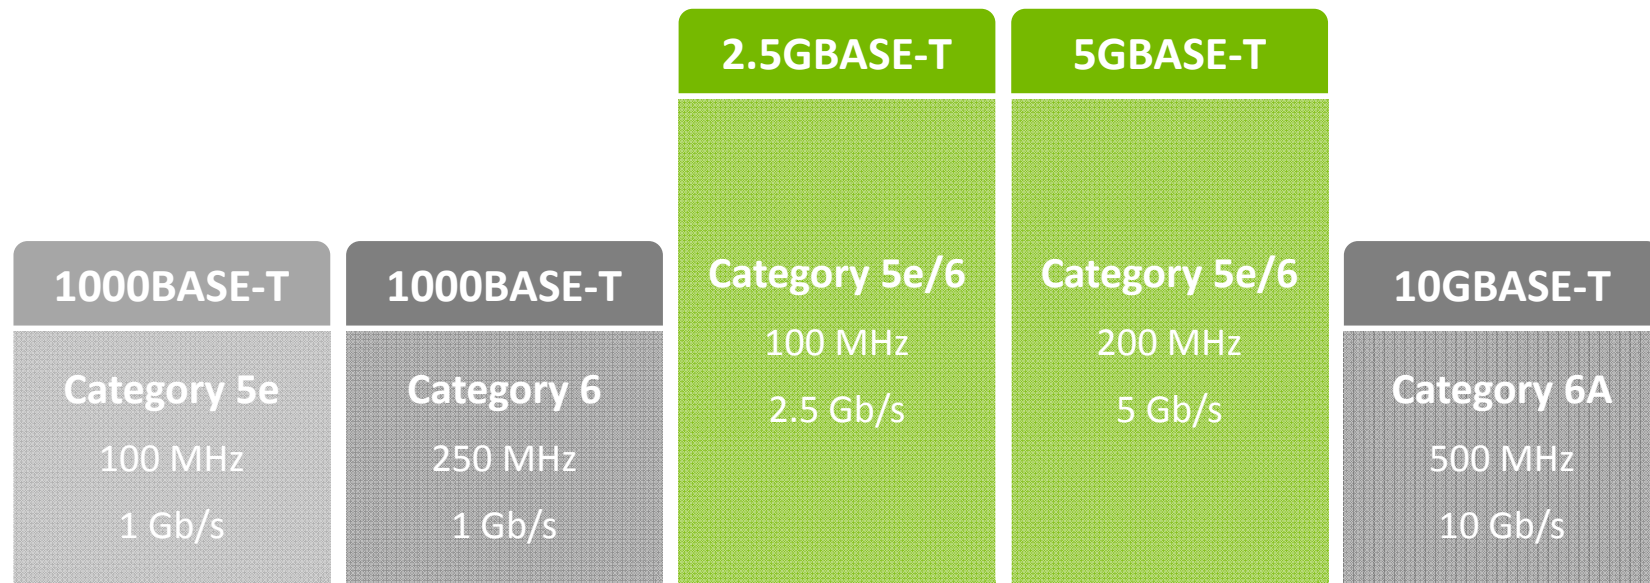 1000BASE-T
Category 5e
100 MHz
1 Gb/s
1000BASE-T
Category 6
250 MHz
1 Gb/s
2.5GBASE-T
Category 5e/6
100 MHz
2.5 Gb/s
5GBASE-T
Category 5e/6
200 MHz
5 Gb/s
10GBASE-T
Category 6A
500 MHz
10 Gb/s